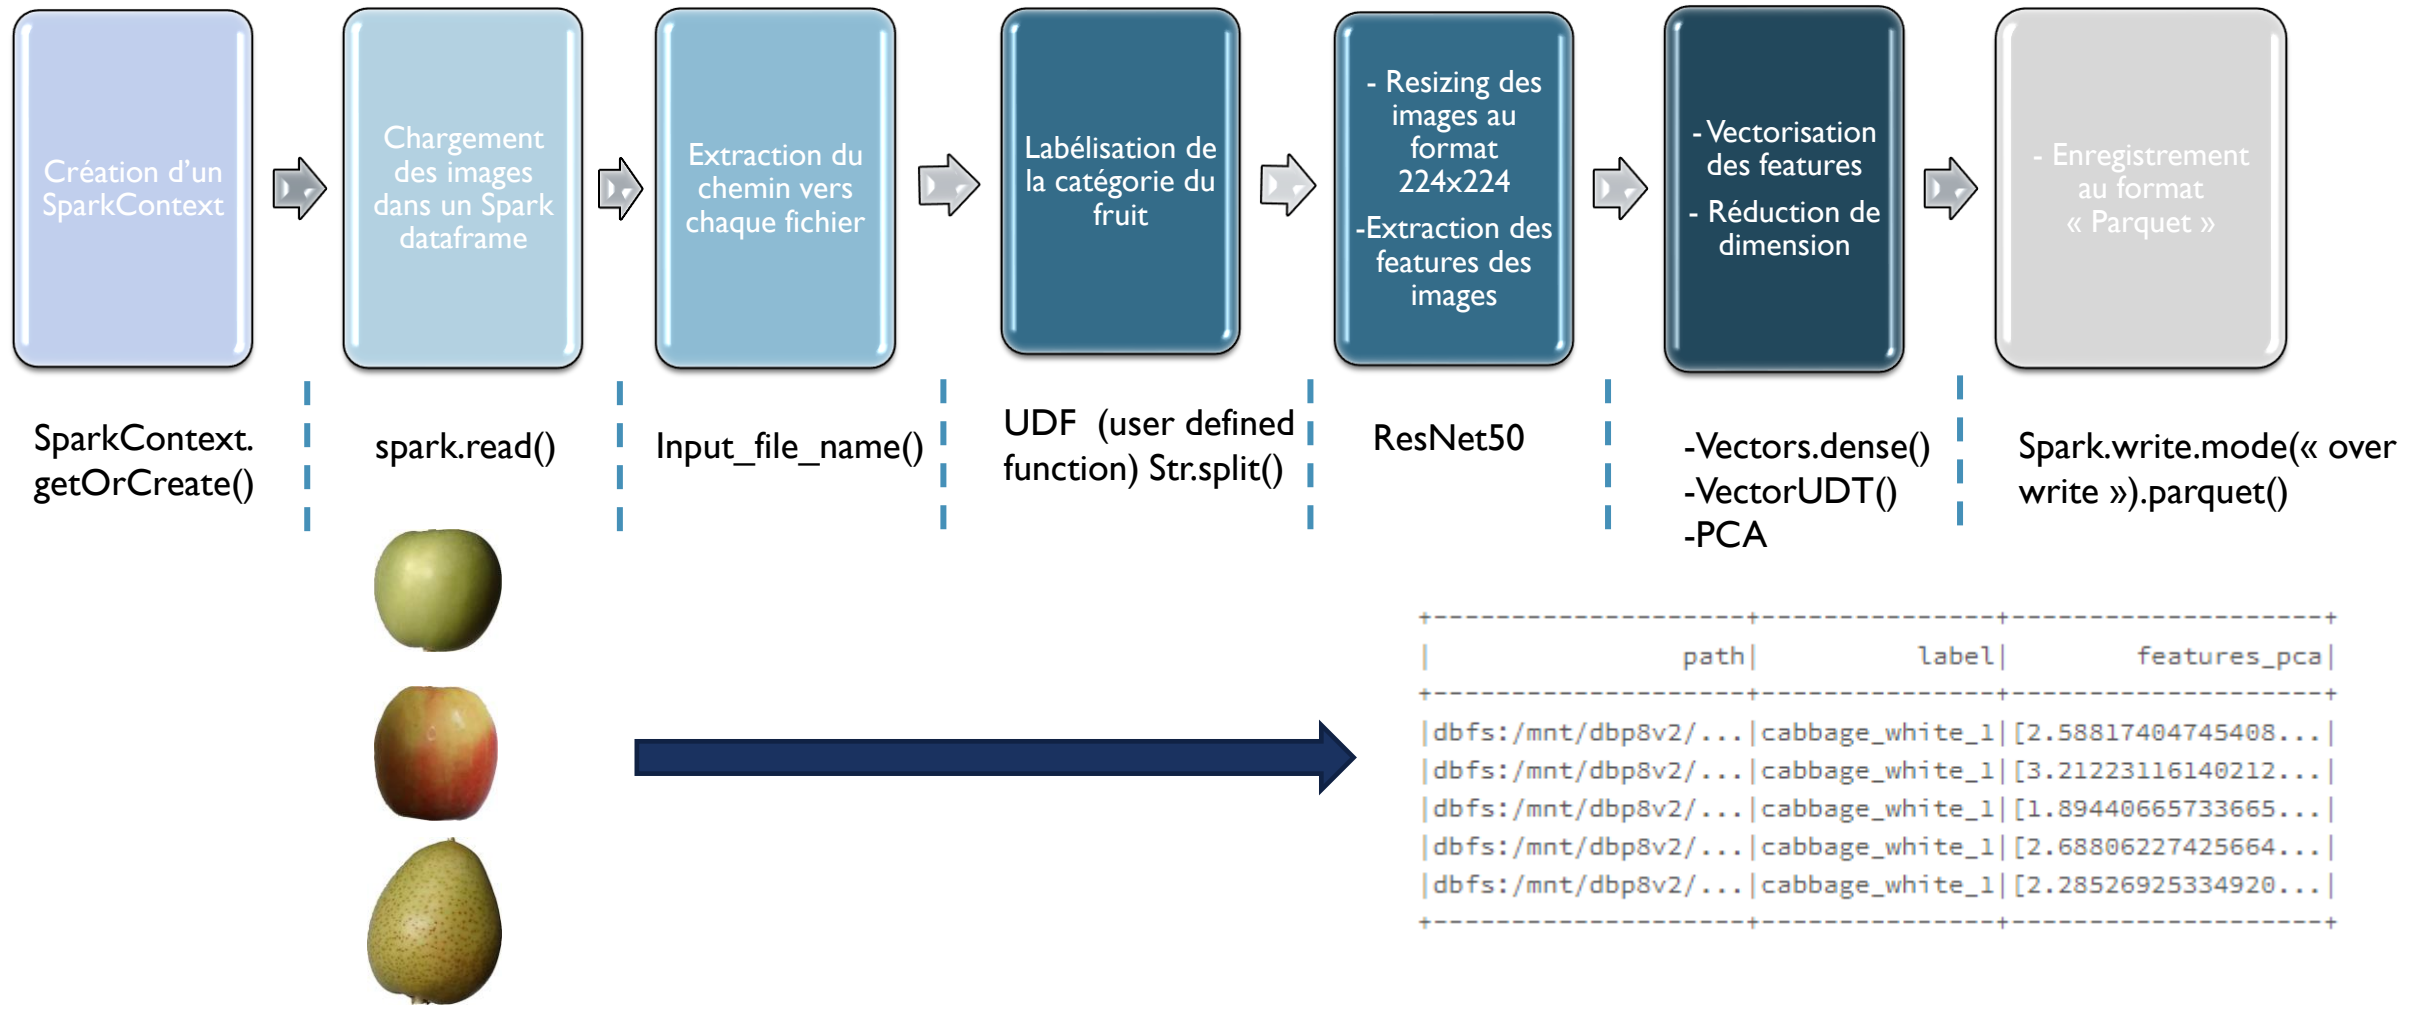 Création d’un
SparkContext
Chargement
des images
dans un Spark
dataframe
Extraction du
chemin vers
chaque fichier
Labélisation de
la catégorie du
fruit
- Resizing des
images au
format
224x224
-Extraction des
features des
images
- Vectorisation
des features
- Réduction de
dimension
- Enregistrement
au format
« Parquet »
SparkContext.
getOrCreate()
spark.read()
Input_file_name()
UDF (user defined
function) Str.split()
ResNet50
-Vectors.dense()
-VectorUDT()
-PCA
Spark.write.mode(« over
write »).parquet()
+--------------------+---------------+--------------------+
| path| label| features_pca|
+--------------------+---------------+--------------------+
|dbfs:/mnt/dbp8v2/...|cabbage_white_1|[2.58817404745408...|
|dbfs:/mnt/dbp8v2/...|cabbage_white_1|[3.21223116140212...|
|dbfs:/mnt/dbp8v2/...|cabbage_white_1|[1.89440665733665...|
|dbfs:/mnt/dbp8v2/...|cabbage_white_1|[2.68806227425664...|
|dbfs:/mnt/dbp8v2/...|cabbage_white_1|[2.28526925334920...|
+--------------------+---------------+--------------------+